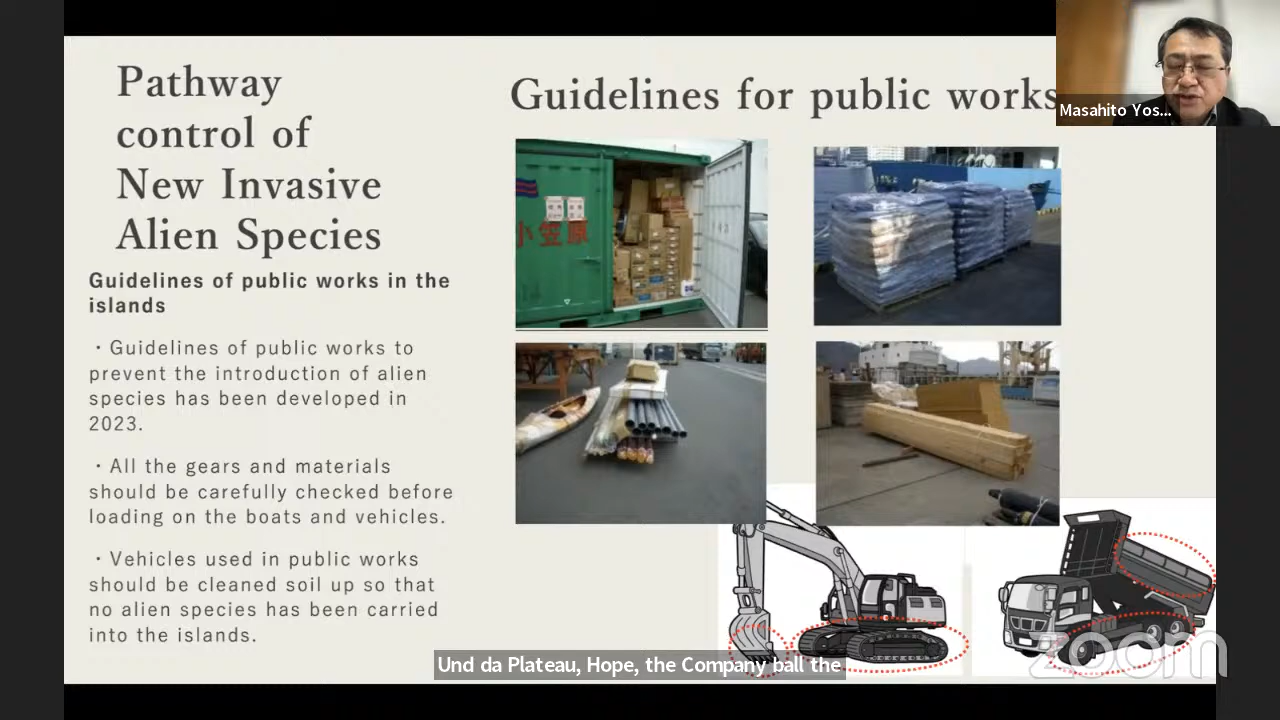 Pathway
control of
New Invasive
Alien Species
Guidelines of public works in the
islands
・Guidelines of public works to
prevent the introduction of alien
species has been developed in
2023.
・All the gears and materials
should be carefully checked before
loading on the boats and vehicles.
・Vehicles used in public works
should be cleaned soil up so that
no alien species has been carried
into the islands.
Guidelines for public works
小笠原
Masahito Yos...
Und da Plateau, Hope, the Company ball the
zoom